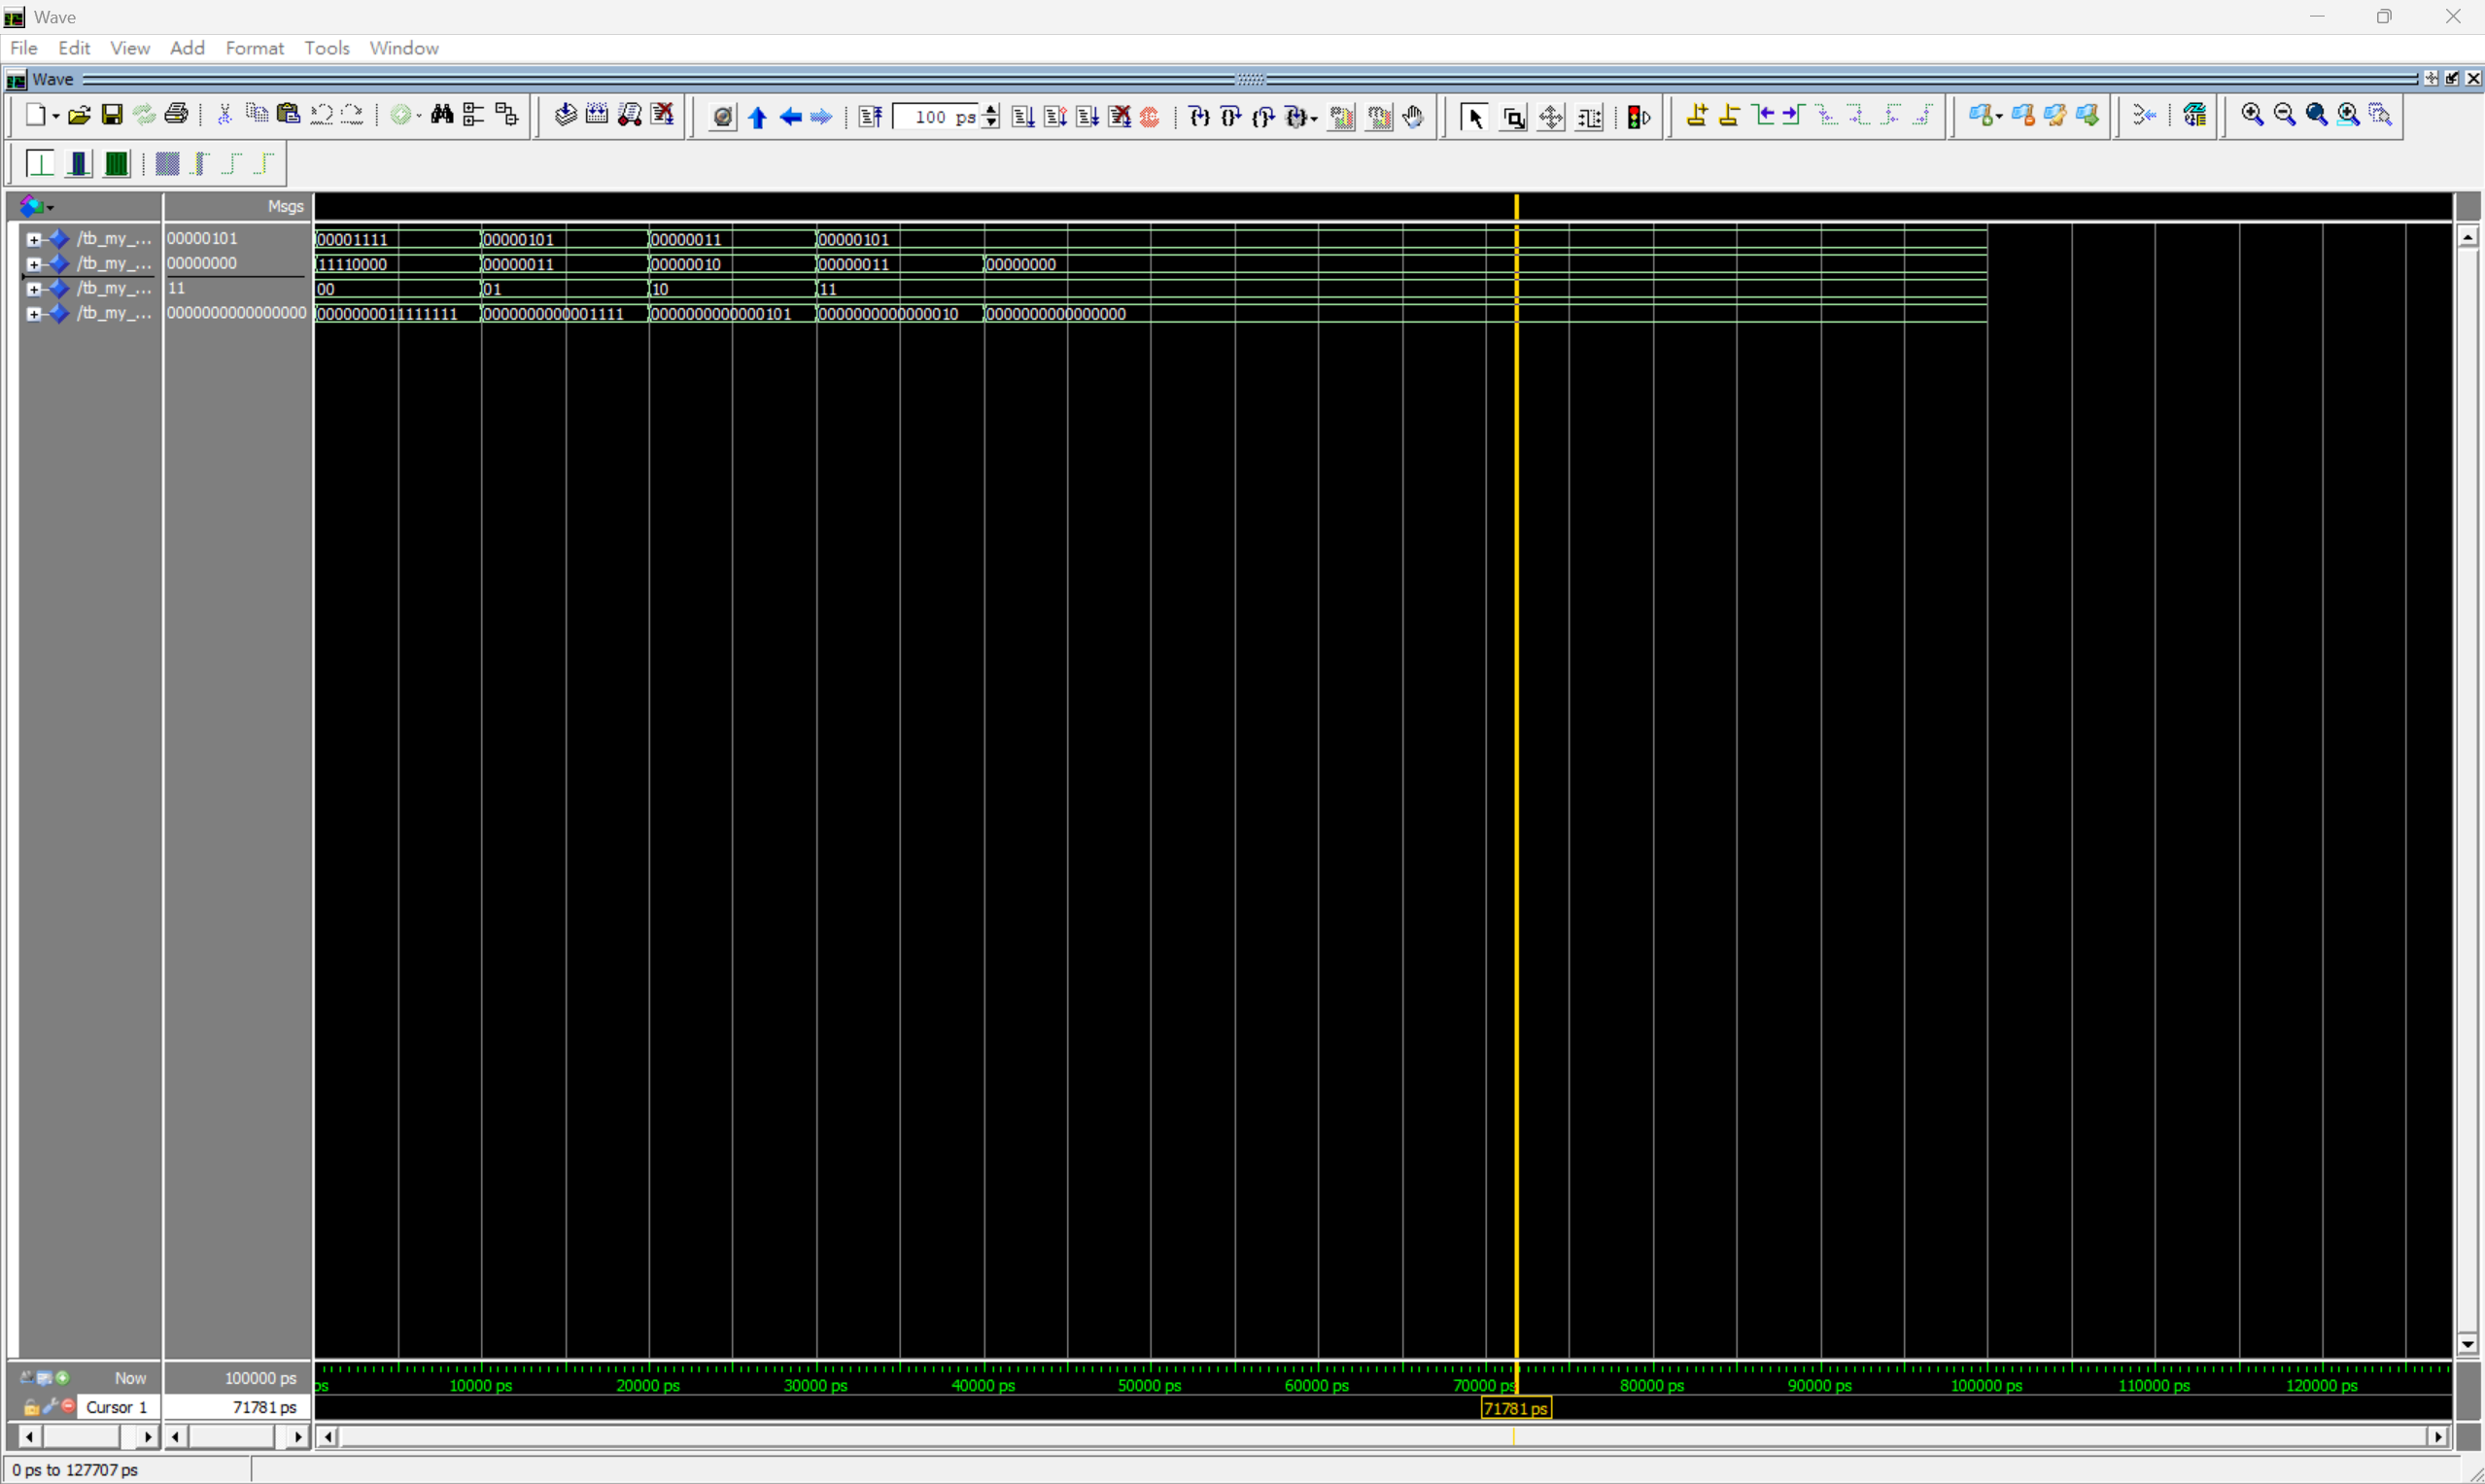 Wave
File Edit View Add Format Tools Window
Wave
100 ps
Msgs
/tb_my_... 00000101 00001111 00000101 00000011 00000101
/tb_my_... 00000000 11110000 00000011 00000010 00000011 00000000
/tb_my_... 11 00 01 10 11
/tb_my_... 0000000000000000 0000000011111111 0000000000001111 0000000000000101 0000000000000010 0000000000000000
Now 100000 ps ps 10000 ps 20000 ps 30000 ps 40000 ps 50000 ps 60000 ps 70000 ps 80000 ps 90000 ps 100000 ps 110000 ps 120000 ps
Cursor 1 71781 ps 71781 ps
0 ps to 127707 ps